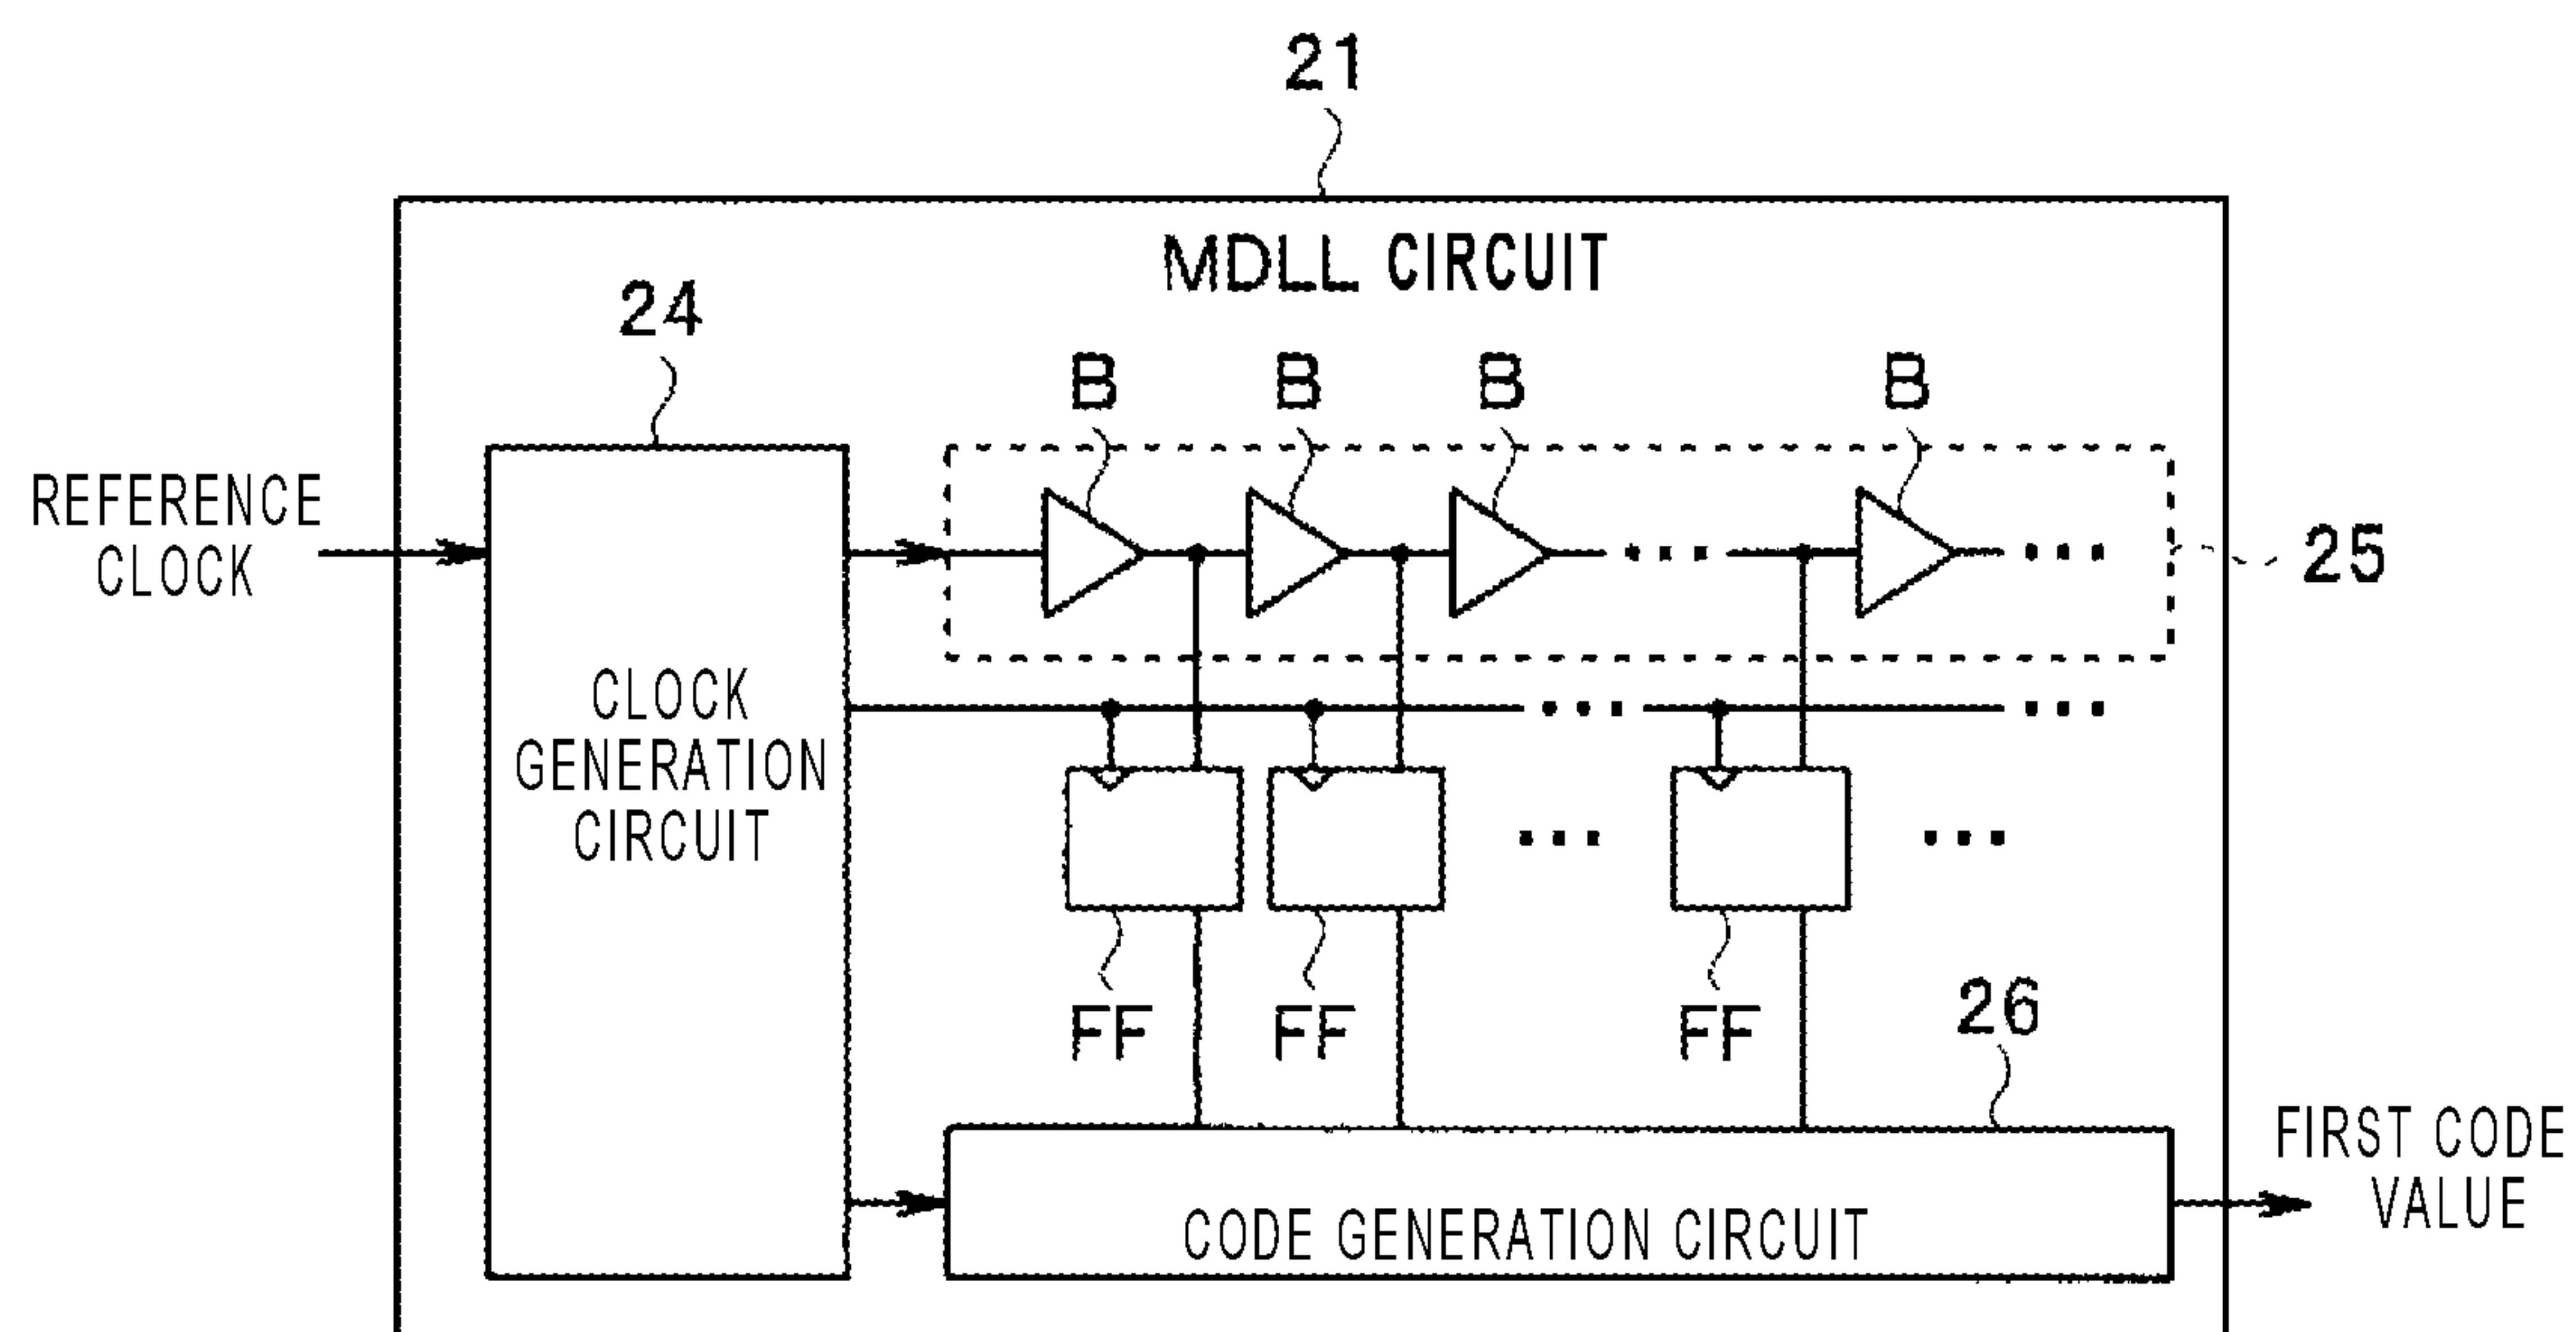 21
MDLL CIRCUIT
24
B B B B
REFERENCE
CLOCK
25
CLOCK
GENERATION
CIRCUIT
FF FF FF
26
FIRST CODE
VALUE
CODE GENERATION CIRCUIT